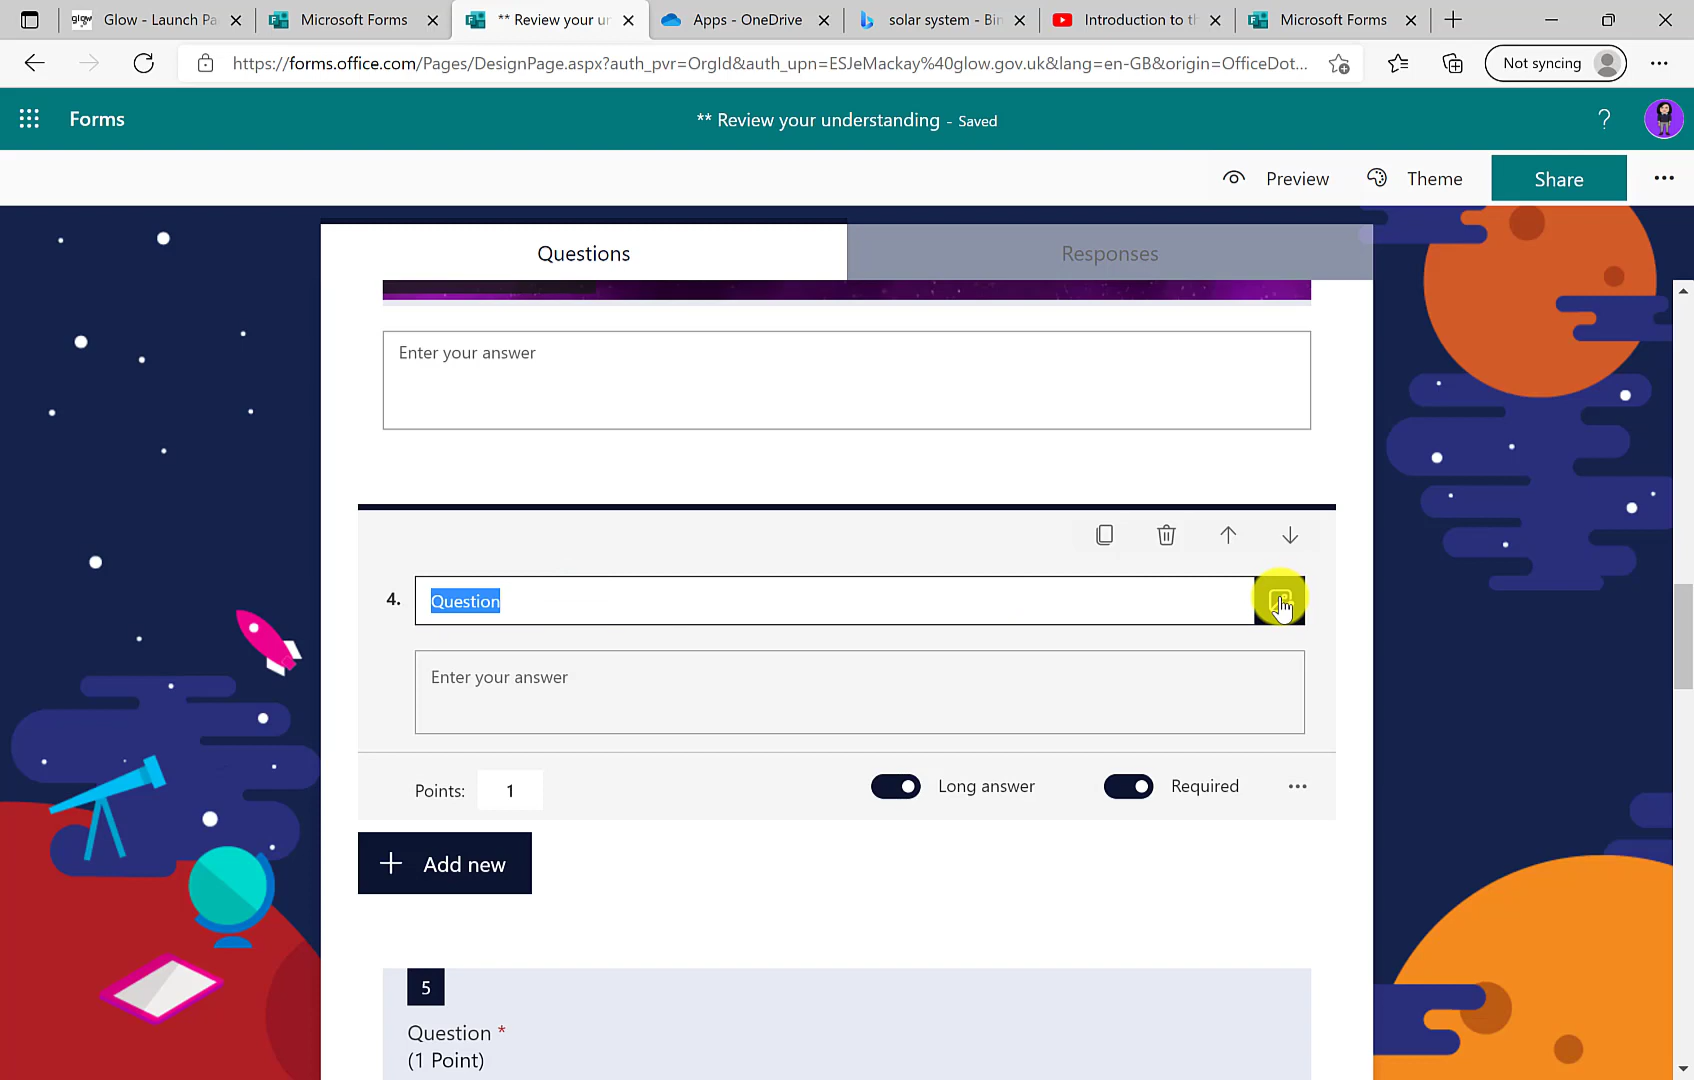 glow
Glow - Launch Pa
Microsoft Forms
** Review your un
Apps - OneDrive
solar system - Bin
Introduction to th
Microsoft Forms
https://forms.office.com/Pages/DesignPage.aspx?auth_pvr=OrgId&auth_upn=ESJeMackay%40glow.gov.uk&lang=en-GB&origin=OfficeDot...
Not syncing
Forms
** Review your understanding - Saved
?
Preview
Theme
Share
Questions
Responses
Enter your answer
4.
Question
Enter your answer
Points:
1
Long answer
Required
Add new
5
Question *
(1 Point)